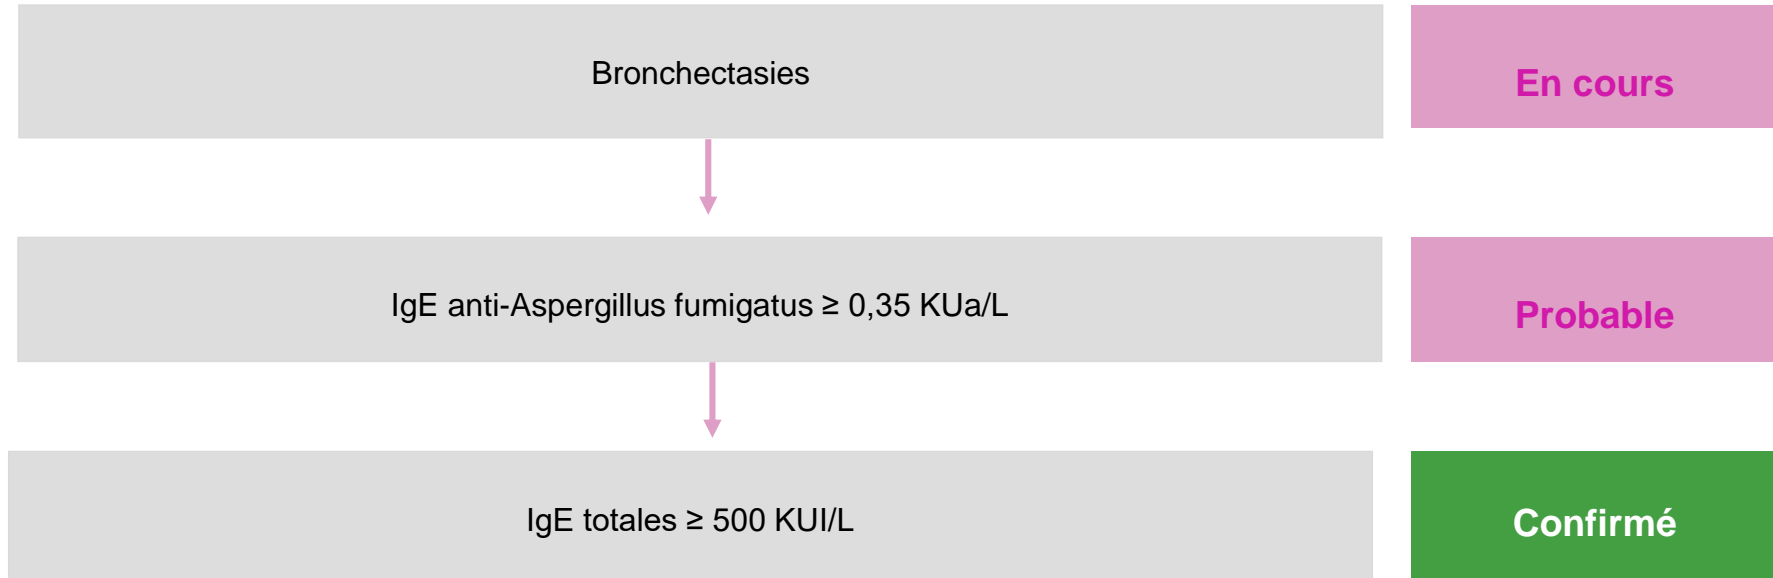 Bronchectasies
En cours
IgE anti-Aspergillus fumigatus ≥ 0,35 KUa/L
Probable
IgE totales ≥ 500 KUI/L
Confirmé